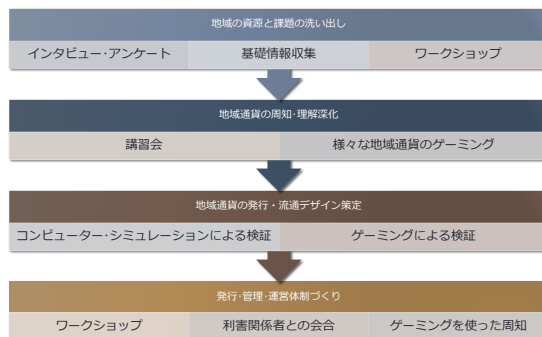 地域の資源と課題の洗い出し
インタビュー・アンケート 基礎情報収集 ワークショップ
地域通貨の周知・理解深化
講習会 様々な地域通貨のゲーミング
地域通貨の発行・流通デザイン策定
コンピューター・シミュレーションによる検証 ゲーミングによる検証
発行・管理・運営体制づくり
ワークショップ 利害関係者との会合 ゲーミングを使った周知